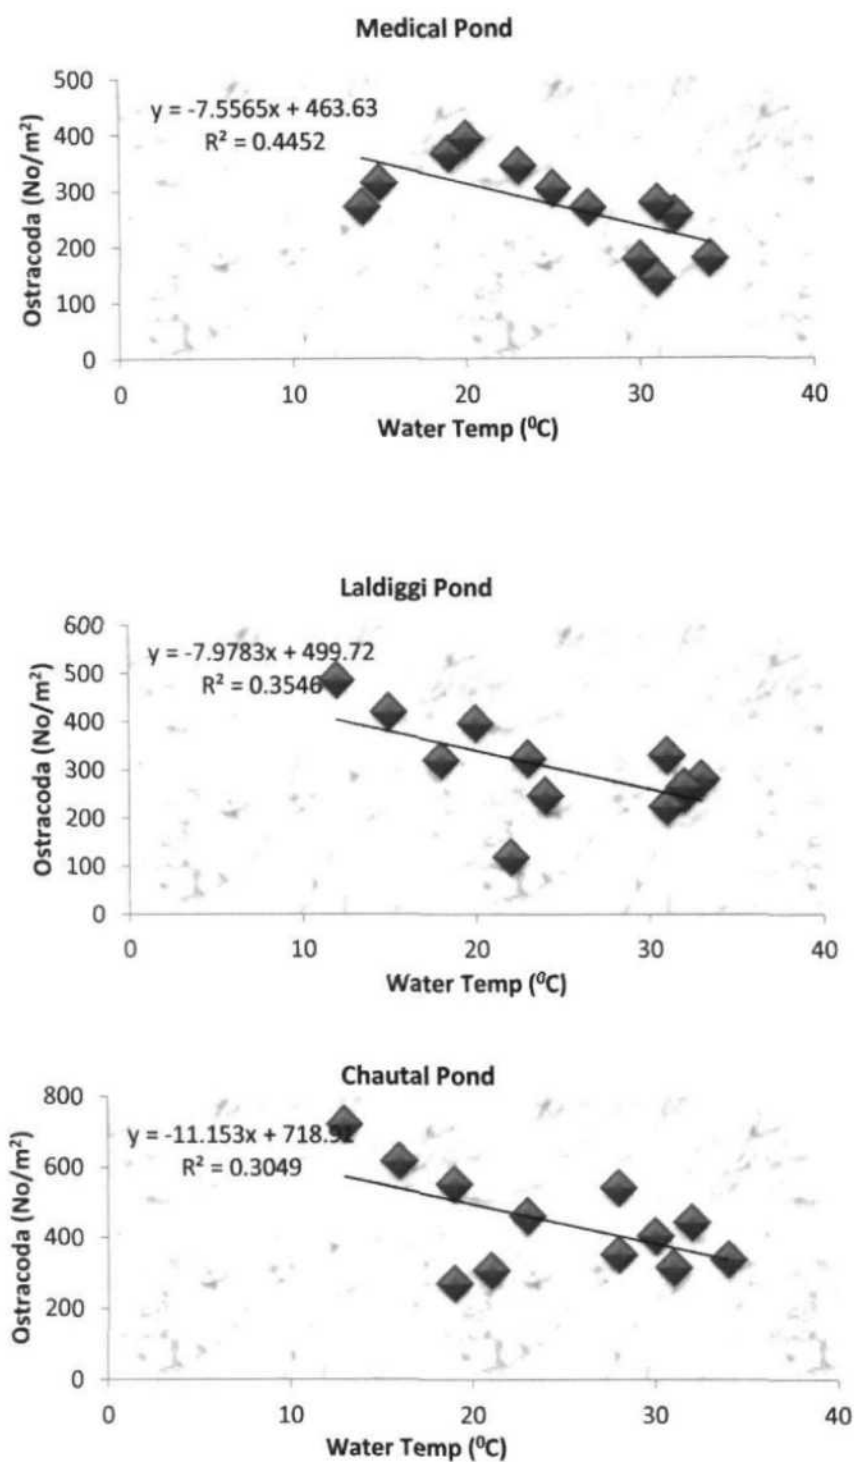 Medical Pond
500
400
300
200
100
0
y = -7.5565x + 463.63
R² = 0.4452
Ostracoda (No/m²)
0 10 20 30 40
Water Temp (⁰C)
Laldiggi Pond
600
500
400
300
200
100
0
y = -7.9783x + 499.72
R² = 0.3546
Ostracoda (No/m²)
0 10 20 30 40
Water Temp (⁰C)
Chautal Pond
800
600
400
200
0
y = -11.153x + 718.92
R² = 0.3049
Ostracoda (No/m²)
0 10 20 30 40
Water Temp (⁰C)